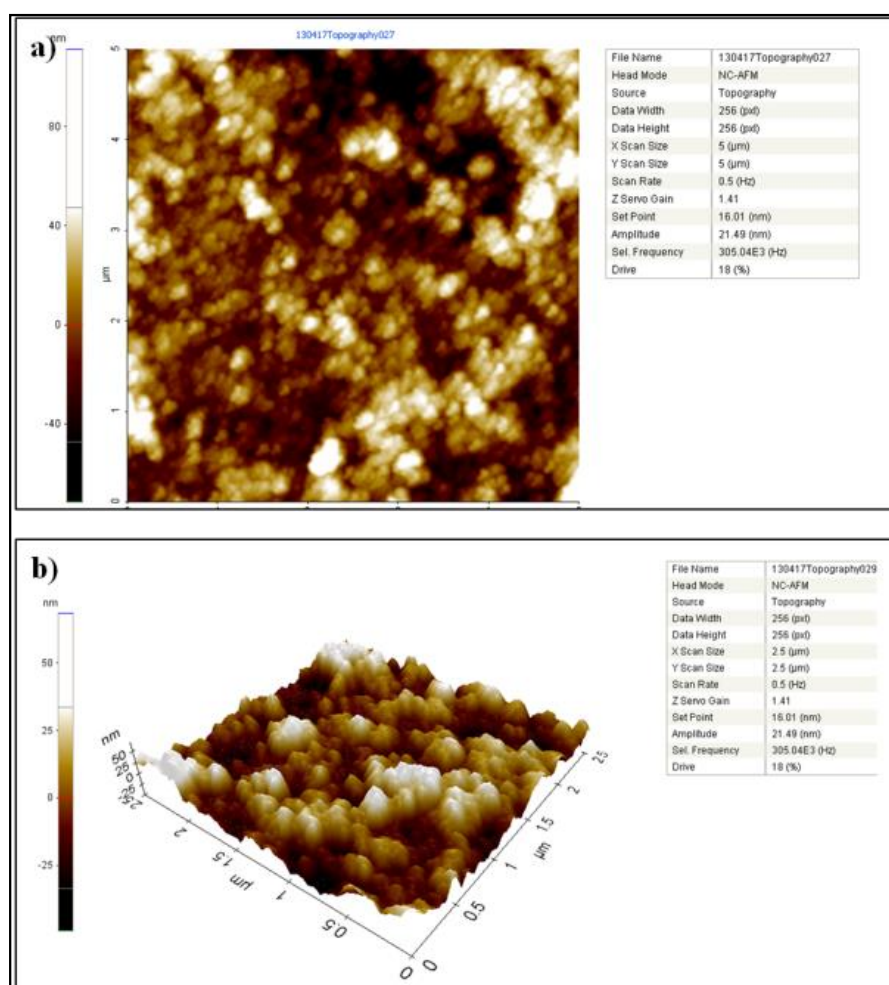 a)
nm
80
40
0
-40
130417Topography027
5
4
3
µm
2
1
0
File Name 130417Topography027
Head Mode NC-AFM
Source Topography
Data Width 256 (pxl)
Data Height 256 (pxl)
X Scan Size 5 (µm)
Y Scan Size 5 (µm)
Scan Rate 0.5 (Hz)
Z Servo Gain 1.41
Set Point 16.01 (nm)
Amplitude 21.49 (nm)
Sel. Frequency 305.04E3 (Hz)
Drive 18 (%)
b)
nm
50
25
0
-25
nm
2
1.5
µm
1
0.5
0
0
0.5
1
µm
1.5
2
2.5
File Name 130417Topography029
Head Mode NC-AFM
Source Topography
Data Width 256 (pxl)
Data Height 256 (pxl)
X Scan Size 2.5 (µm)
Y Scan Size 2.5 (µm)
Scan Rate 0.5 (Hz)
Z Servo Gain 1.41
Set Point 16.01 (nm)
Amplitude 21.49 (nm)
Sel. Frequency 305.04E3 (Hz)
Drive 18 (%)